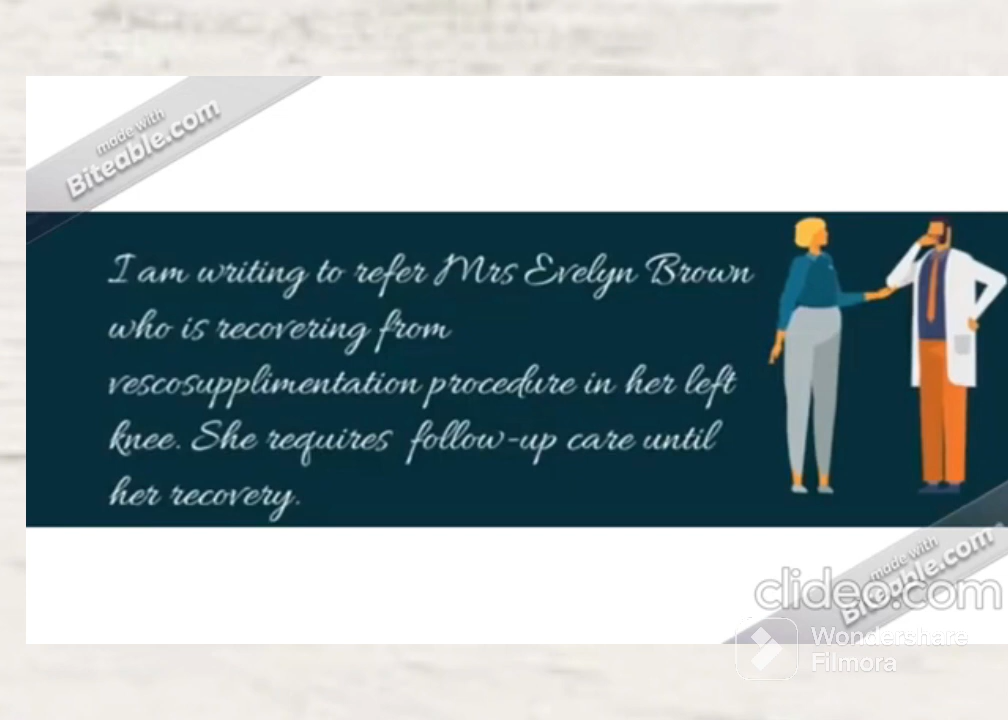 made with
Biteable.com
I am writing to refer Mrs Evelyn Brown
who is recovering from
vescosupplimentation procedure in her left
knee. She requires follow-up care until
her recovery.
made with
Biteable.com
clideo.com
Wondershare
Filmora